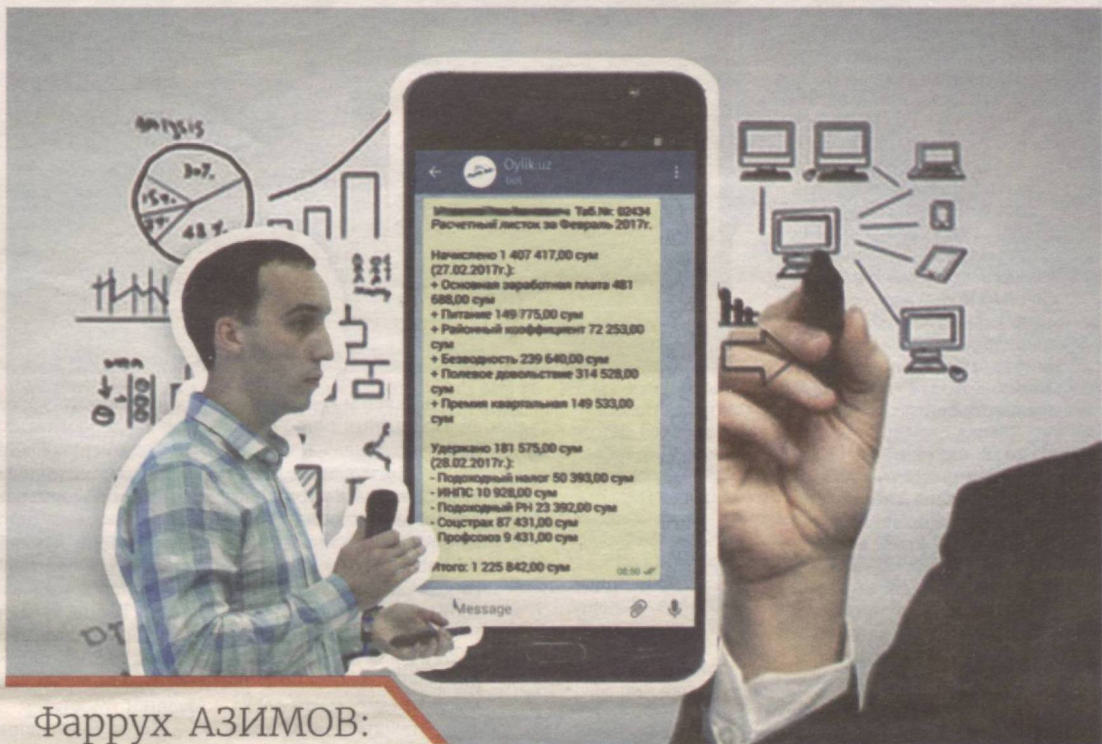 Analysis
30%
15%
48%
Oylik.uz
bot
Таб.№: 02434
Расчетный листок за Февраль 2017г.
Начислено 1 407 417,00 сум
(27.02.2017г.):
+ Основная заработная плата 481
688,00 сум
+ Питание 149 775,00 сум
+ Районный коэффициент 72 253,00
сум
+ Безводность 239 640,00 сум
+ Полевое довольствие 314 528,00
сум
+ Премия квартальная 149 533,00
сум
Удержано 181 575,00 сум
(28.02.2017г.):
- Подоходный налог 50 393,00 сум
- ИНПС 10 928,00 сум
- Подоходный РН 23 392,00 сум
- Соцстрах 87 431,00 сум
Профсоюз 9 431,00 сум
Итого: 1 225 842,00 сум
08:50
Message
Фаррух АЗИМОВ: